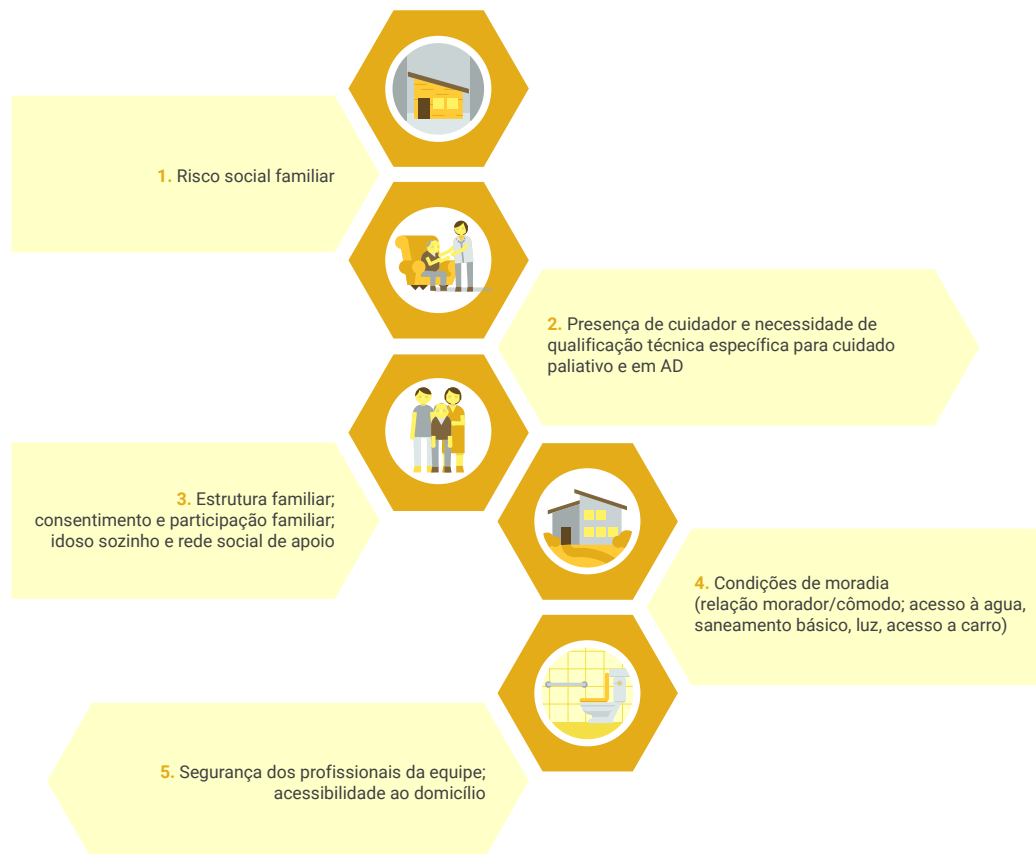 1. Risco social familiar
2. Presença de cuidador e necessidade de
qualificação técnica específica para cuidado
paliativo e em AD
3. Estrutura familiar;
consentimento e participação familiar;
idoso sozinho e rede social de apoio
4. Condições de moradia
(relação morador/cômodo; acesso à agua,
saneamento básico, luz, acesso a carro)
5. Segurança dos profissionais da equipe;
acessibilidade ao domicílio